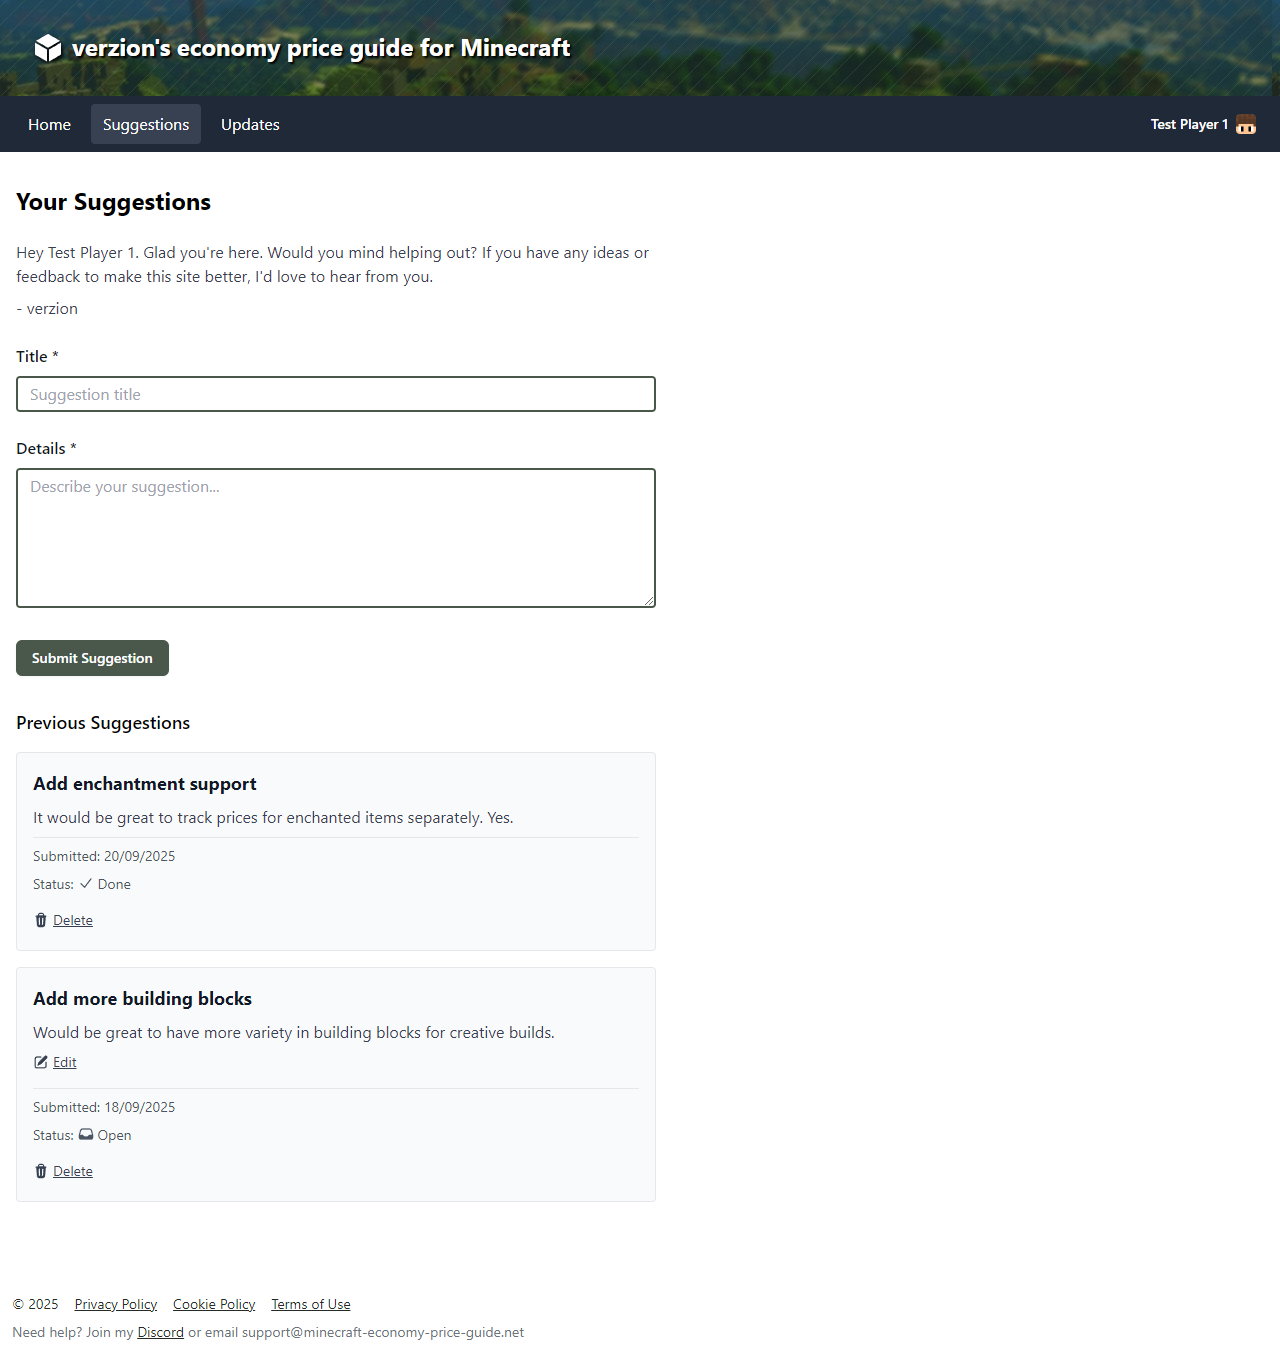 verzion's economy price guide for Minecraft
Home Suggestions Updates Test Player 1
Your Suggestions
Hey Test Player 1. Glad you're here. Would you mind helping out? If you have any ideas or
feedback to make this site better, I'd love to hear from you.
- verzion
Title *
Suggestion title
Details *
Describe your suggestion...
Submit Suggestion
Previous Suggestions
Add enchantment support
It would be great to track prices for enchanted items separately. Yes.
Submitted: 20/09/2025
Status: Done
Delete
Add more building blocks
Would be great to have more variety in building blocks for creative builds.
Edit
Submitted: 18/09/2025
Status: Open
Delete
© 2025 Privacy Policy Cookie Policy Terms of Use
Need help? Join my Discord or email support@minecraft-economy-price-guide.net